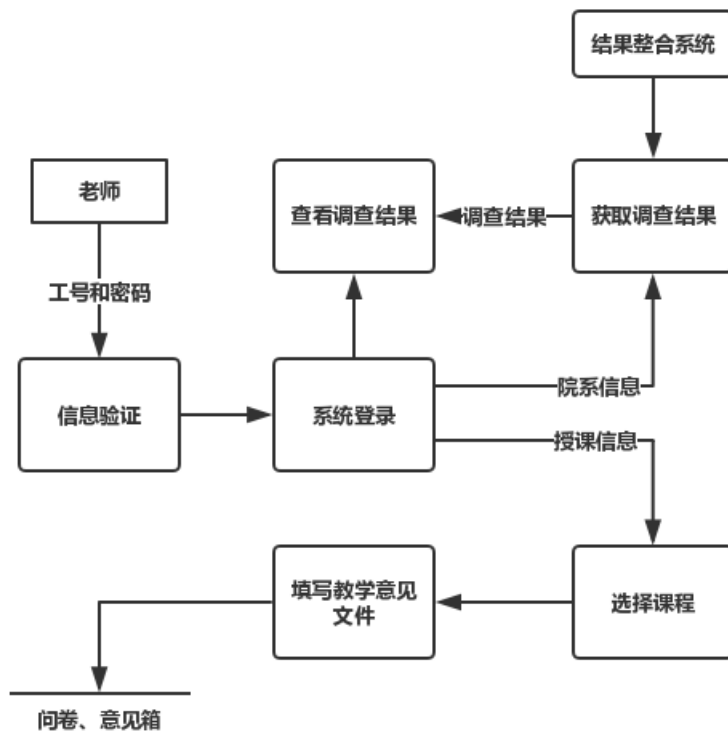 结果整合系统
老师
查看调查结果
调查结果
获取调查结果
工号和密码
信息验证
系统登录
院系信息
授课信息
填写教学意见
文件
选择课程
问卷、意见箱